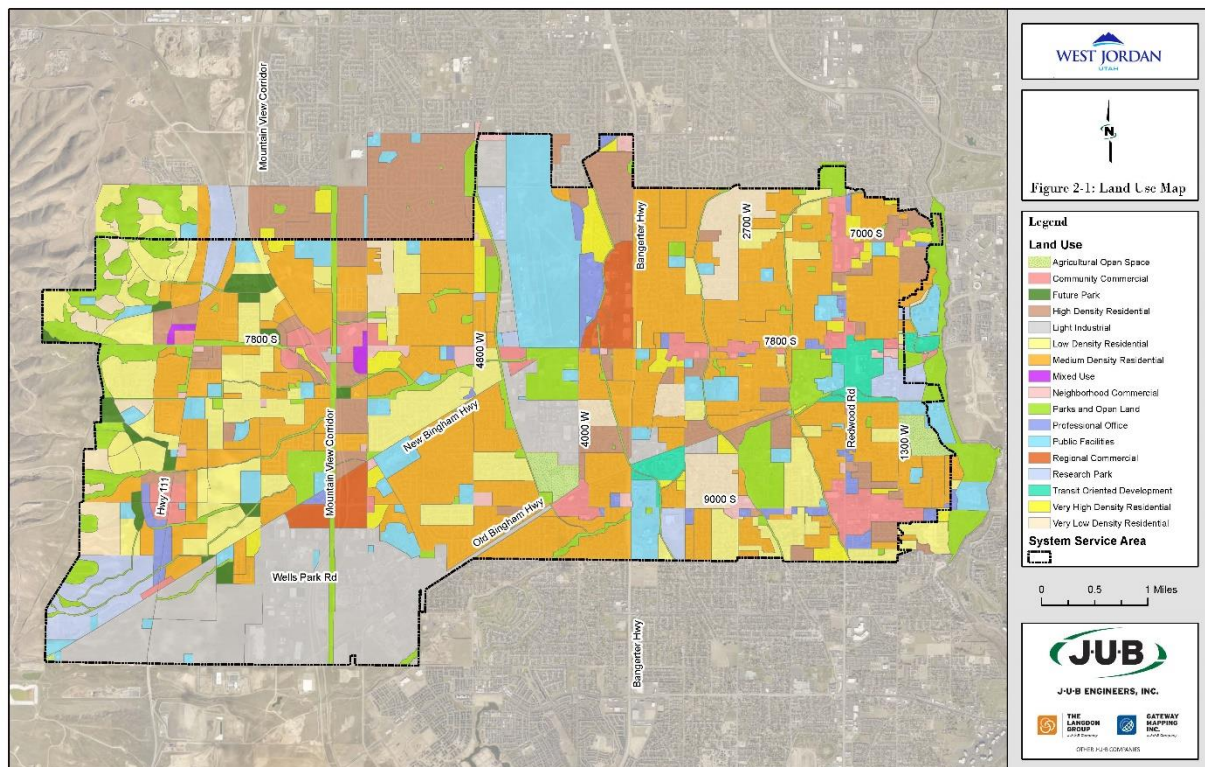 WEST JORDAN
UTAH
N
Figure 2-1: Land Use Map
Legend
Land Use
Agricultural Open Space
Community Commercial
Future Park
High Density Residential
Light Industrial
Low Density Residential
Medium Density Residential
Mixed Use
Neighborhood Commercial
Parks and Open Land
Professional Office
Public Facilities
Regional Commercial
Research Park
Transit Oriented Development
Very High Density Residential
Very Low Density Residential
System Service Area
0 0.5 1 Miles
J·U·B
J·U·B ENGINEERS, INC.
THE
LANGDON
GROUP
a J·U·B Company
GATEWAY
MAPPING
INC.
a J·U·B Company
OTHER J·U·B COMPANIES
Mountain View Corridor
Bangerter Hwy
2700 W
7000 S
7800 S
4800 W
7800 S
4000 W
Redwood Rd
1300 W
New Bingham Hwy
Mountain View Corridor
Hwy 111
Old Bingham Hwy
9000 S
Wells Park Rd
Bangerter Hwy